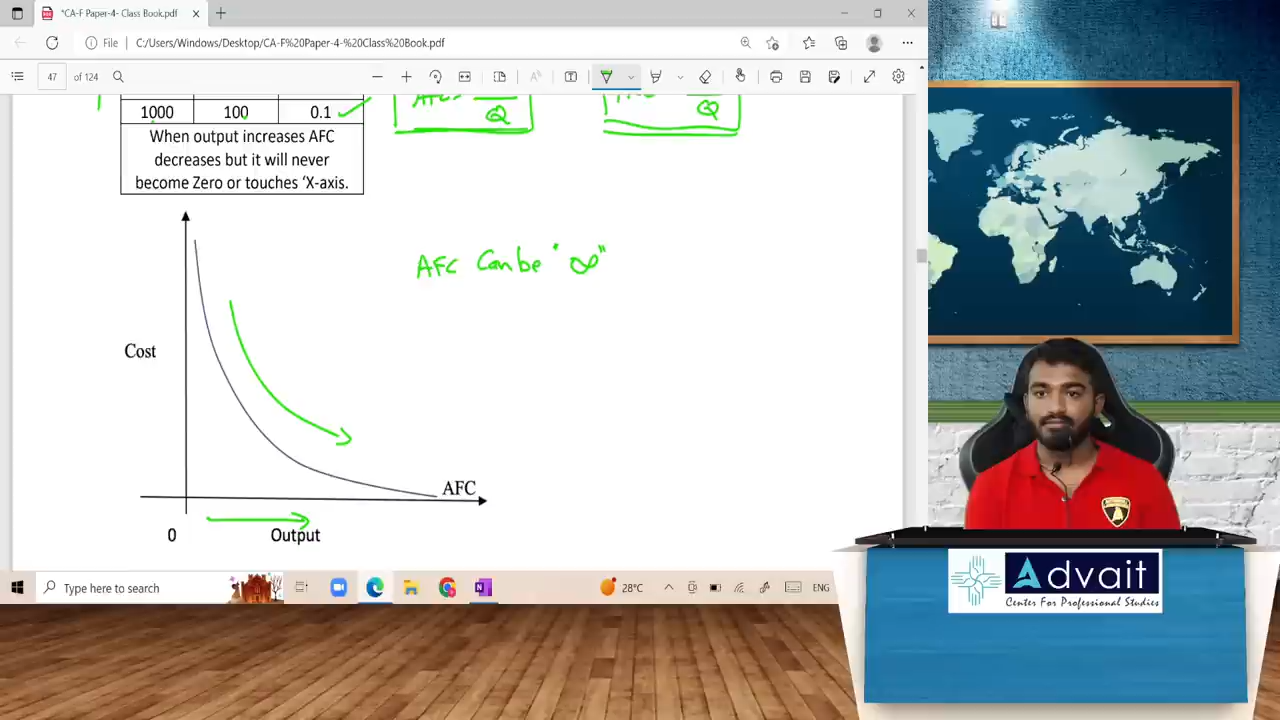 *CA-F Paper-4- Class Book.pdf
File C:/Windows/Desktop/CA-F%20Paper-4-%20Class%20Book.pdf
47 of 124
1000 100 0.1
Q
Q
When output increases AFC
decreases but it will never
become Zero or touches ‘X-axis.
AFC Can be "∞"
Cost
AFC
0 Output
Type here to search
28°C
ENG
Advait
Center For Professional Studies